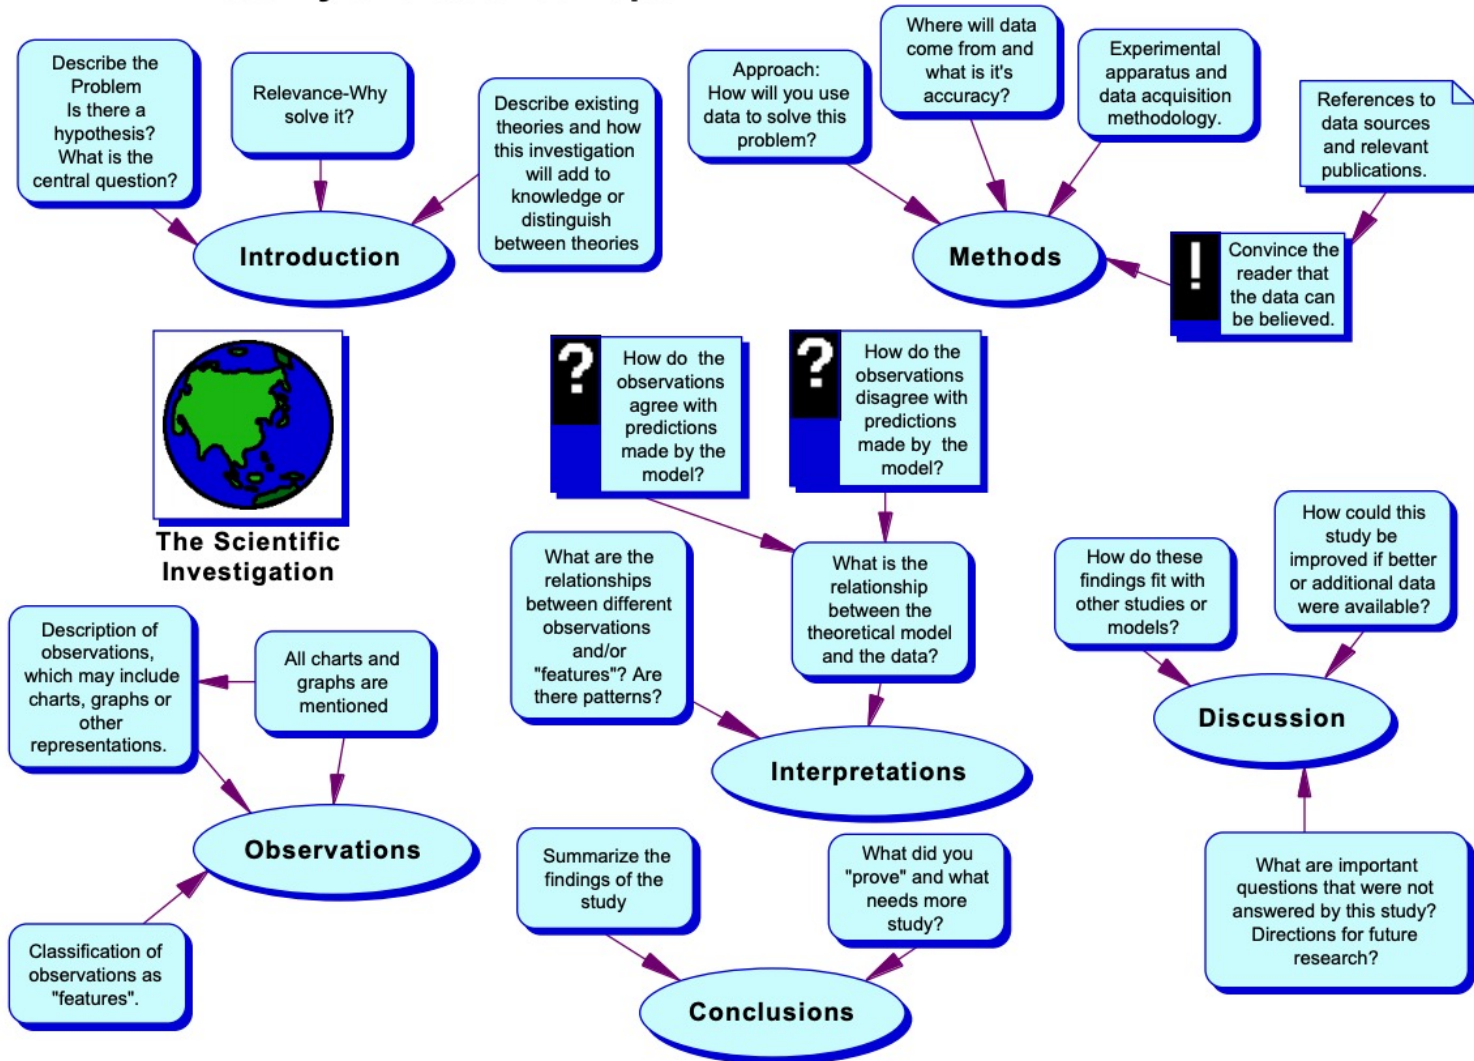 Describe the
Problem
Is there a
hypothesis?
What is the
central question?
Relevance-Why
solve it?
Describe existing
theories and how
this investigation
will add to
knowledge or
distinguish
between theories
Introduction
Approach:
How will you use
data to solve this
problem?
Where will data
come from and
what is it's
accuracy?
Experimental
apparatus and
data acquisition
methodology.
References to
data sources
and relevant
publications.
!
Convince the
reader that
the data can
be believed.
Methods
The Scientific
Investigation
?
How do the
observations
agree with
predictions
made by the
model?
?
How do the
observations
disagree with
predictions
made by the
model?
What are the
relationships
between different
observations
and/or
"features"? Are
there patterns?
What is the
relationship
between the
theoretical model
and the data?
Interpretations
How do these
findings fit with
other studies or
models?
How could this
study be
improved if better
or additional data
were available?
Discussion
What are important
questions that were not
answered by this study?
Directions for future
research?
Description of
observations,
which may include
charts, graphs or
other
representations.
All charts and
graphs are
mentioned
Observations
Classification of
observations as
"features".
Summarize the
findings of the
study
What did you
"prove" and what
needs more
study?
Conclusions